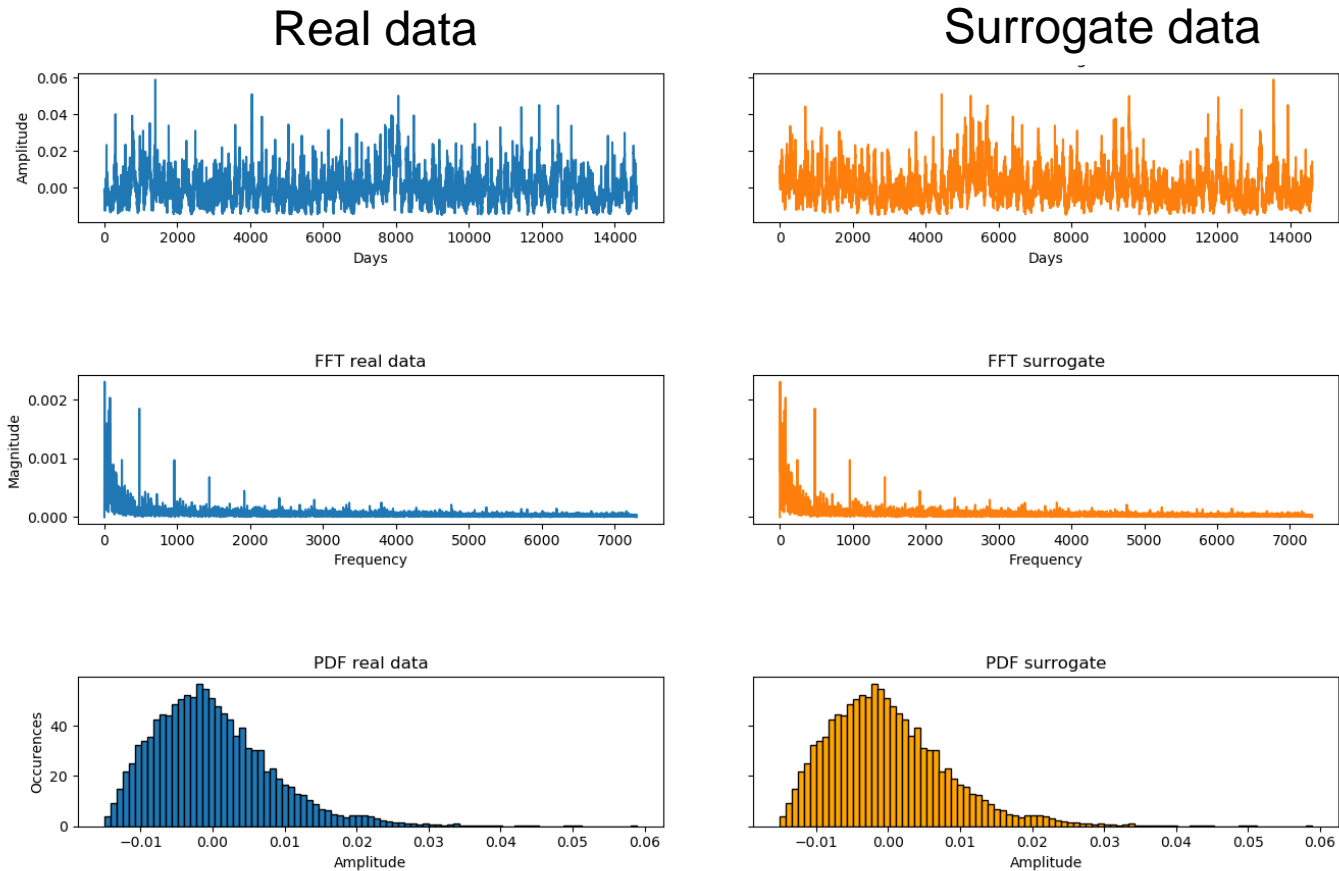 Real data
Surrogate data
0.06
0.04
0.02
0.00
Amplitude
0 2000 4000 6000 8000 10000 12000 14000
Days
0 2000 4000 6000 8000 10000 12000 14000
Days
FFT real data
0.002
0.001
0.000
Magnitude
0 1000 2000 3000 4000 5000 6000 7000
Frequency
FFT surrogate
0 1000 2000 3000 4000 5000 6000 7000
Frequency
PDF real data
40
20
0
Occurences
−0.01 0.00 0.01 0.02 0.03 0.04 0.05 0.06
Amplitude
PDF surrogate
−0.01 0.00 0.01 0.02 0.03 0.04 0.05 0.06
Amplitude